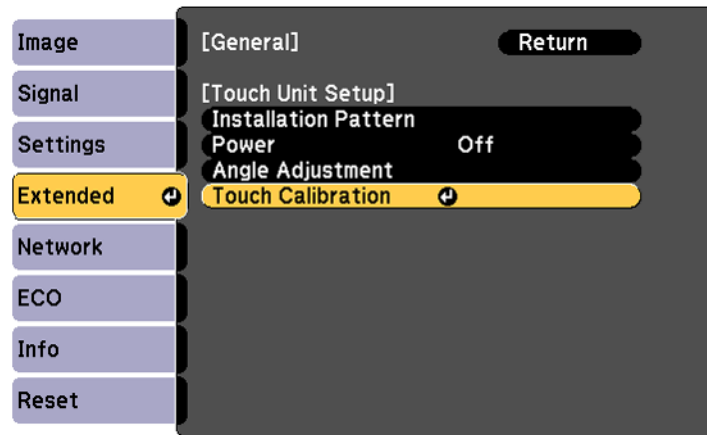 Image
Signal
Settings
Extended
Network
ECO
Info
Reset
[General] Return
[Touch Unit Setup]
Installation Pattern
Power Off
Angle Adjustment
Touch Calibration